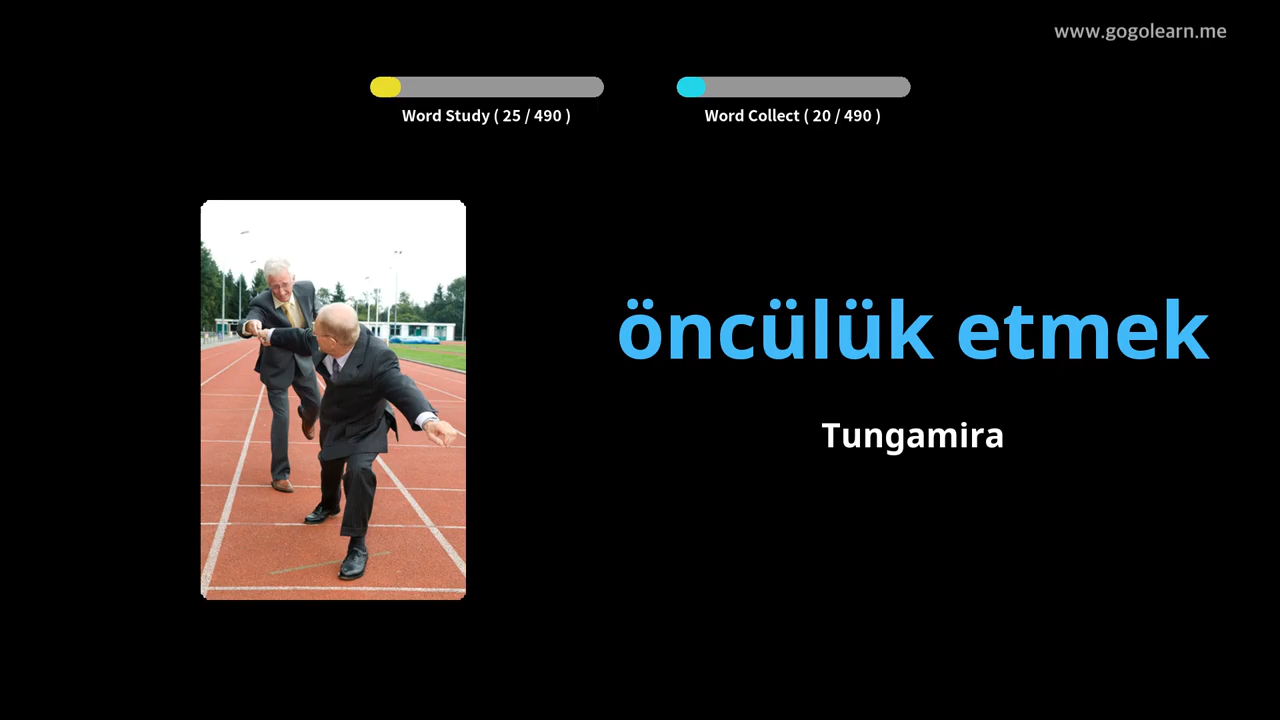 www.gogolearn.me
Word Study ( 25 / 490 )
Word Collect ( 20 / 490 )
öncülük etmek
Tungamira